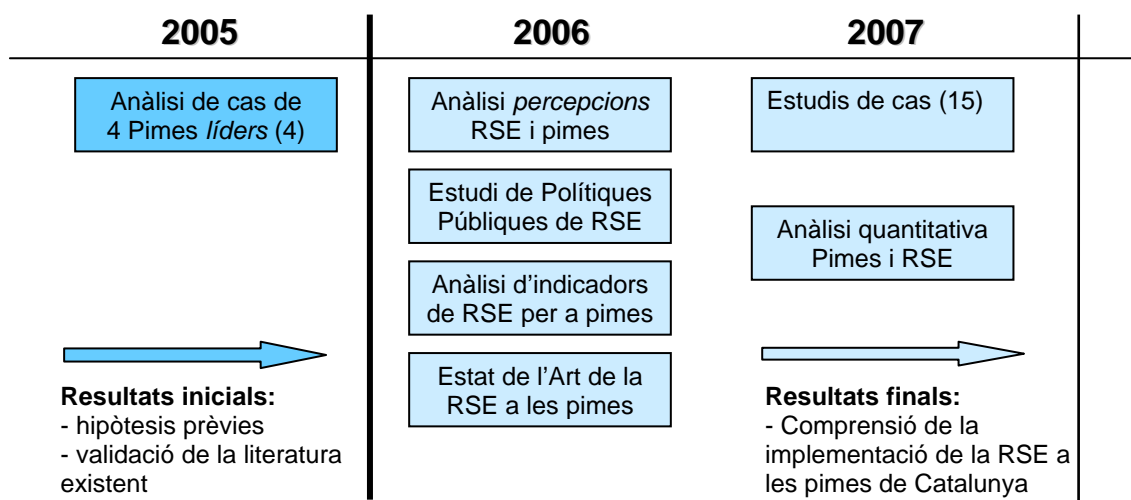 2005
2006
2007
Anàlisi de cas de
4 Pimes líders (4)
Anàlisi percepcions
RSE i pimes
Estudis de cas (15)
Estudi de Polítiques
Públiques de RSE
Anàlisi quantitativa
Pimes i RSE
Anàlisi d’indicadors
de RSE per a pimes
Estat de l’Art de la
RSE a les pimes
Resultats inicials:
- hipòtesis prèvies
- validació de la literatura
existent
Resultats finals:
- Comprensió de la
implementació de la RSE a
les pimes de Catalunya